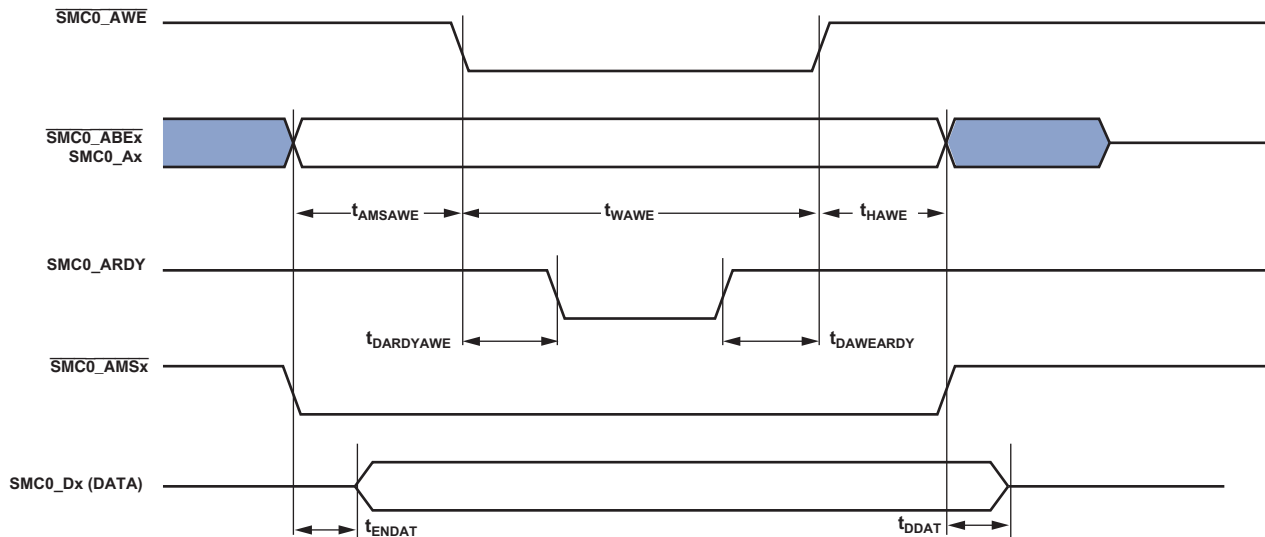 SMC0_AWE
SMC0_ABEx
SMC0_Ax
tAMSAWE
tWAWE
tHAWE
SMC0_ARDY
tDARDYAWE
tDAWEARDY
SMC0_AMSx
SMC0_Dx (DATA)
tENDAT
tDDAT